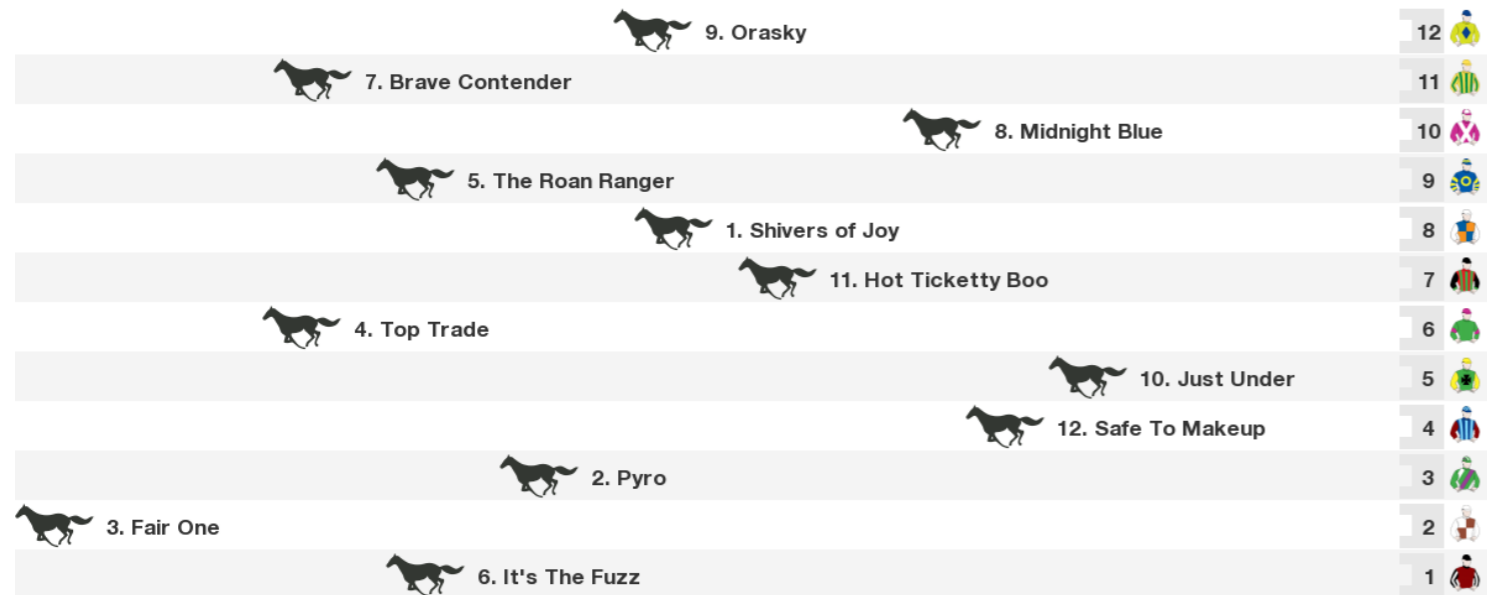 9. Orasky 12
7. Brave Contender 11
8. Midnight Blue 10
5. The Roan Ranger 9
1. Shivers of Joy 8
11. Hot Ticketty Boo 7
4. Top Trade 6
10. Just Under 5
12. Safe To Makeup 4
2. Pyro 3
3. Fair One 2
6. It's The Fuzz 1